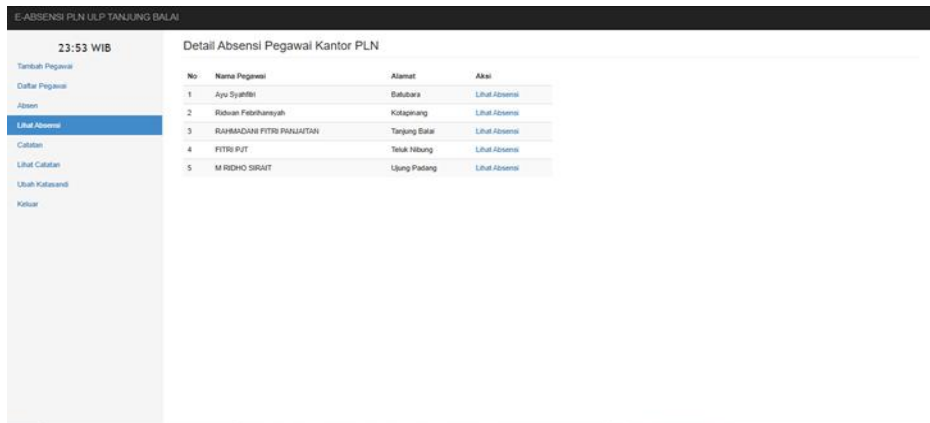 E-ABSENSI PLN ULP TANJUNG BALAI
23:53 WIB
Tambah Pegawai
Daftar Pegawai
Absen
Lihat Absensi
Catatan
Lihat Catatan
Ubah Katasandi
Keluar
Detail Absensi Pegawai Kantor PLN
No Nama Pegawai Alamat Aksi
1 Ayu Syahfitri Batubara Lihat Absensi
2 Ridwan Febrihansyah Kotapinang Lihat Absensi
3 RAHMADANI FITRI PANJAITAN Tanjung Balai Lihat Absensi
4 FITRI PJT Teluk Nibung Lihat Absensi
5 M RIDHO SIRAIT Ujung Padang Lihat Absensi